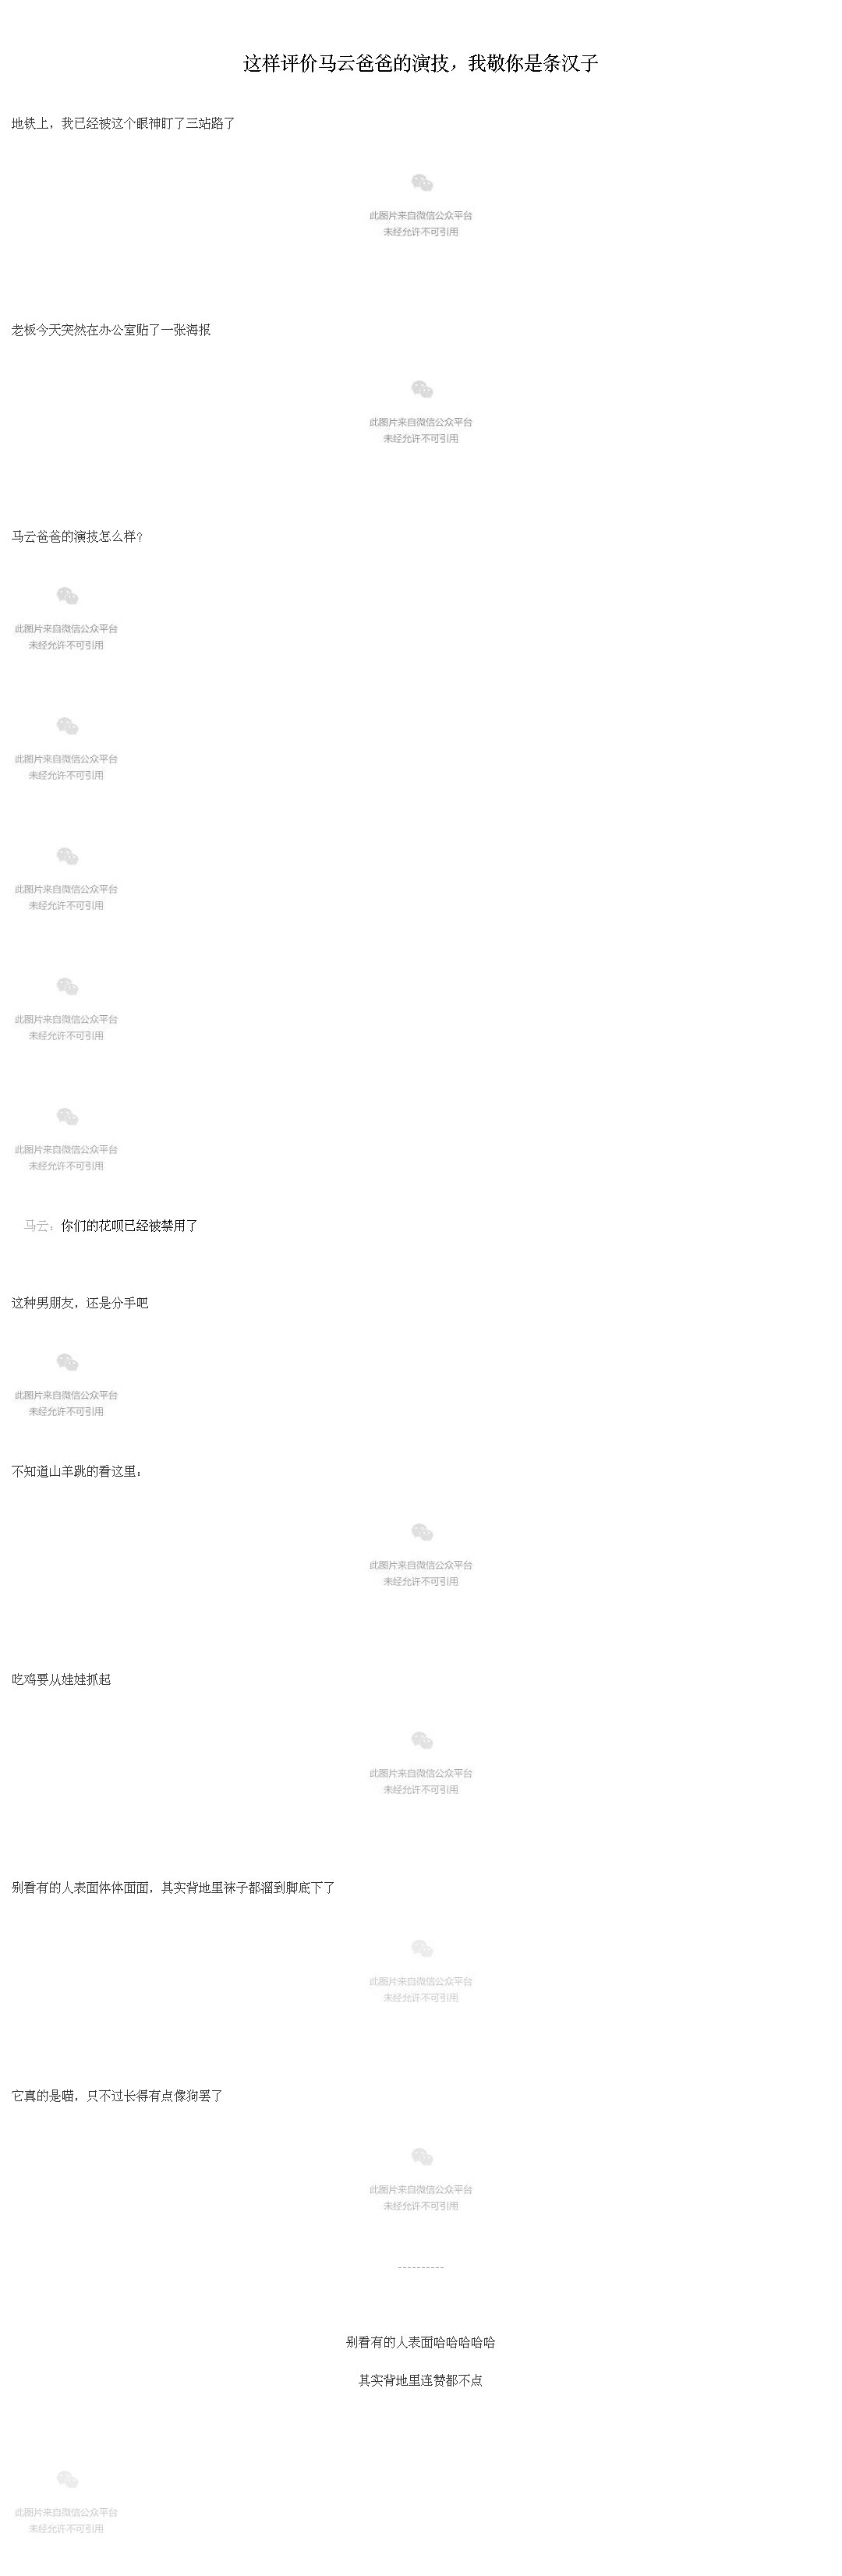 这样评价马云爸爸的演技，我敬你是条汉子
地铁上，我已经被这个眼神盯了三站路了
此图片来自微信公众平台
未经允许不可引用
老板今天突然在办公室贴了一张海报
此图片来自微信公众平台
未经允许不可引用
马云爸爸的演技怎么样？
此图片来自微信公众平台
未经允许不可引用
此图片来自微信公众平台
未经允许不可引用
此图片来自微信公众平台
未经允许不可引用
此图片来自微信公众平台
未经允许不可引用
此图片来自微信公众平台
未经允许不可引用
马云：你们的花呗已经被禁用了
这种男朋友，还是分手吧
此图片来自微信公众平台
未经允许不可引用
不知道山羊跳的看这里：
此图片来自微信公众平台
未经允许不可引用
吃鸡要从娃娃抓起
此图片来自微信公众平台
未经允许不可引用
别看有的人表面体体面面，其实背地里袜子都溜到脚底下了
此图片来自微信公众平台
未经允许不可引用
它真的是喵，只不过长得有点像狗罢了
此图片来自微信公众平台
未经允许不可引用
----------
别看有的人表面哈哈哈哈哈
其实背地里连赞都不点
此图片来自微信公众平台
未经允许不可引用